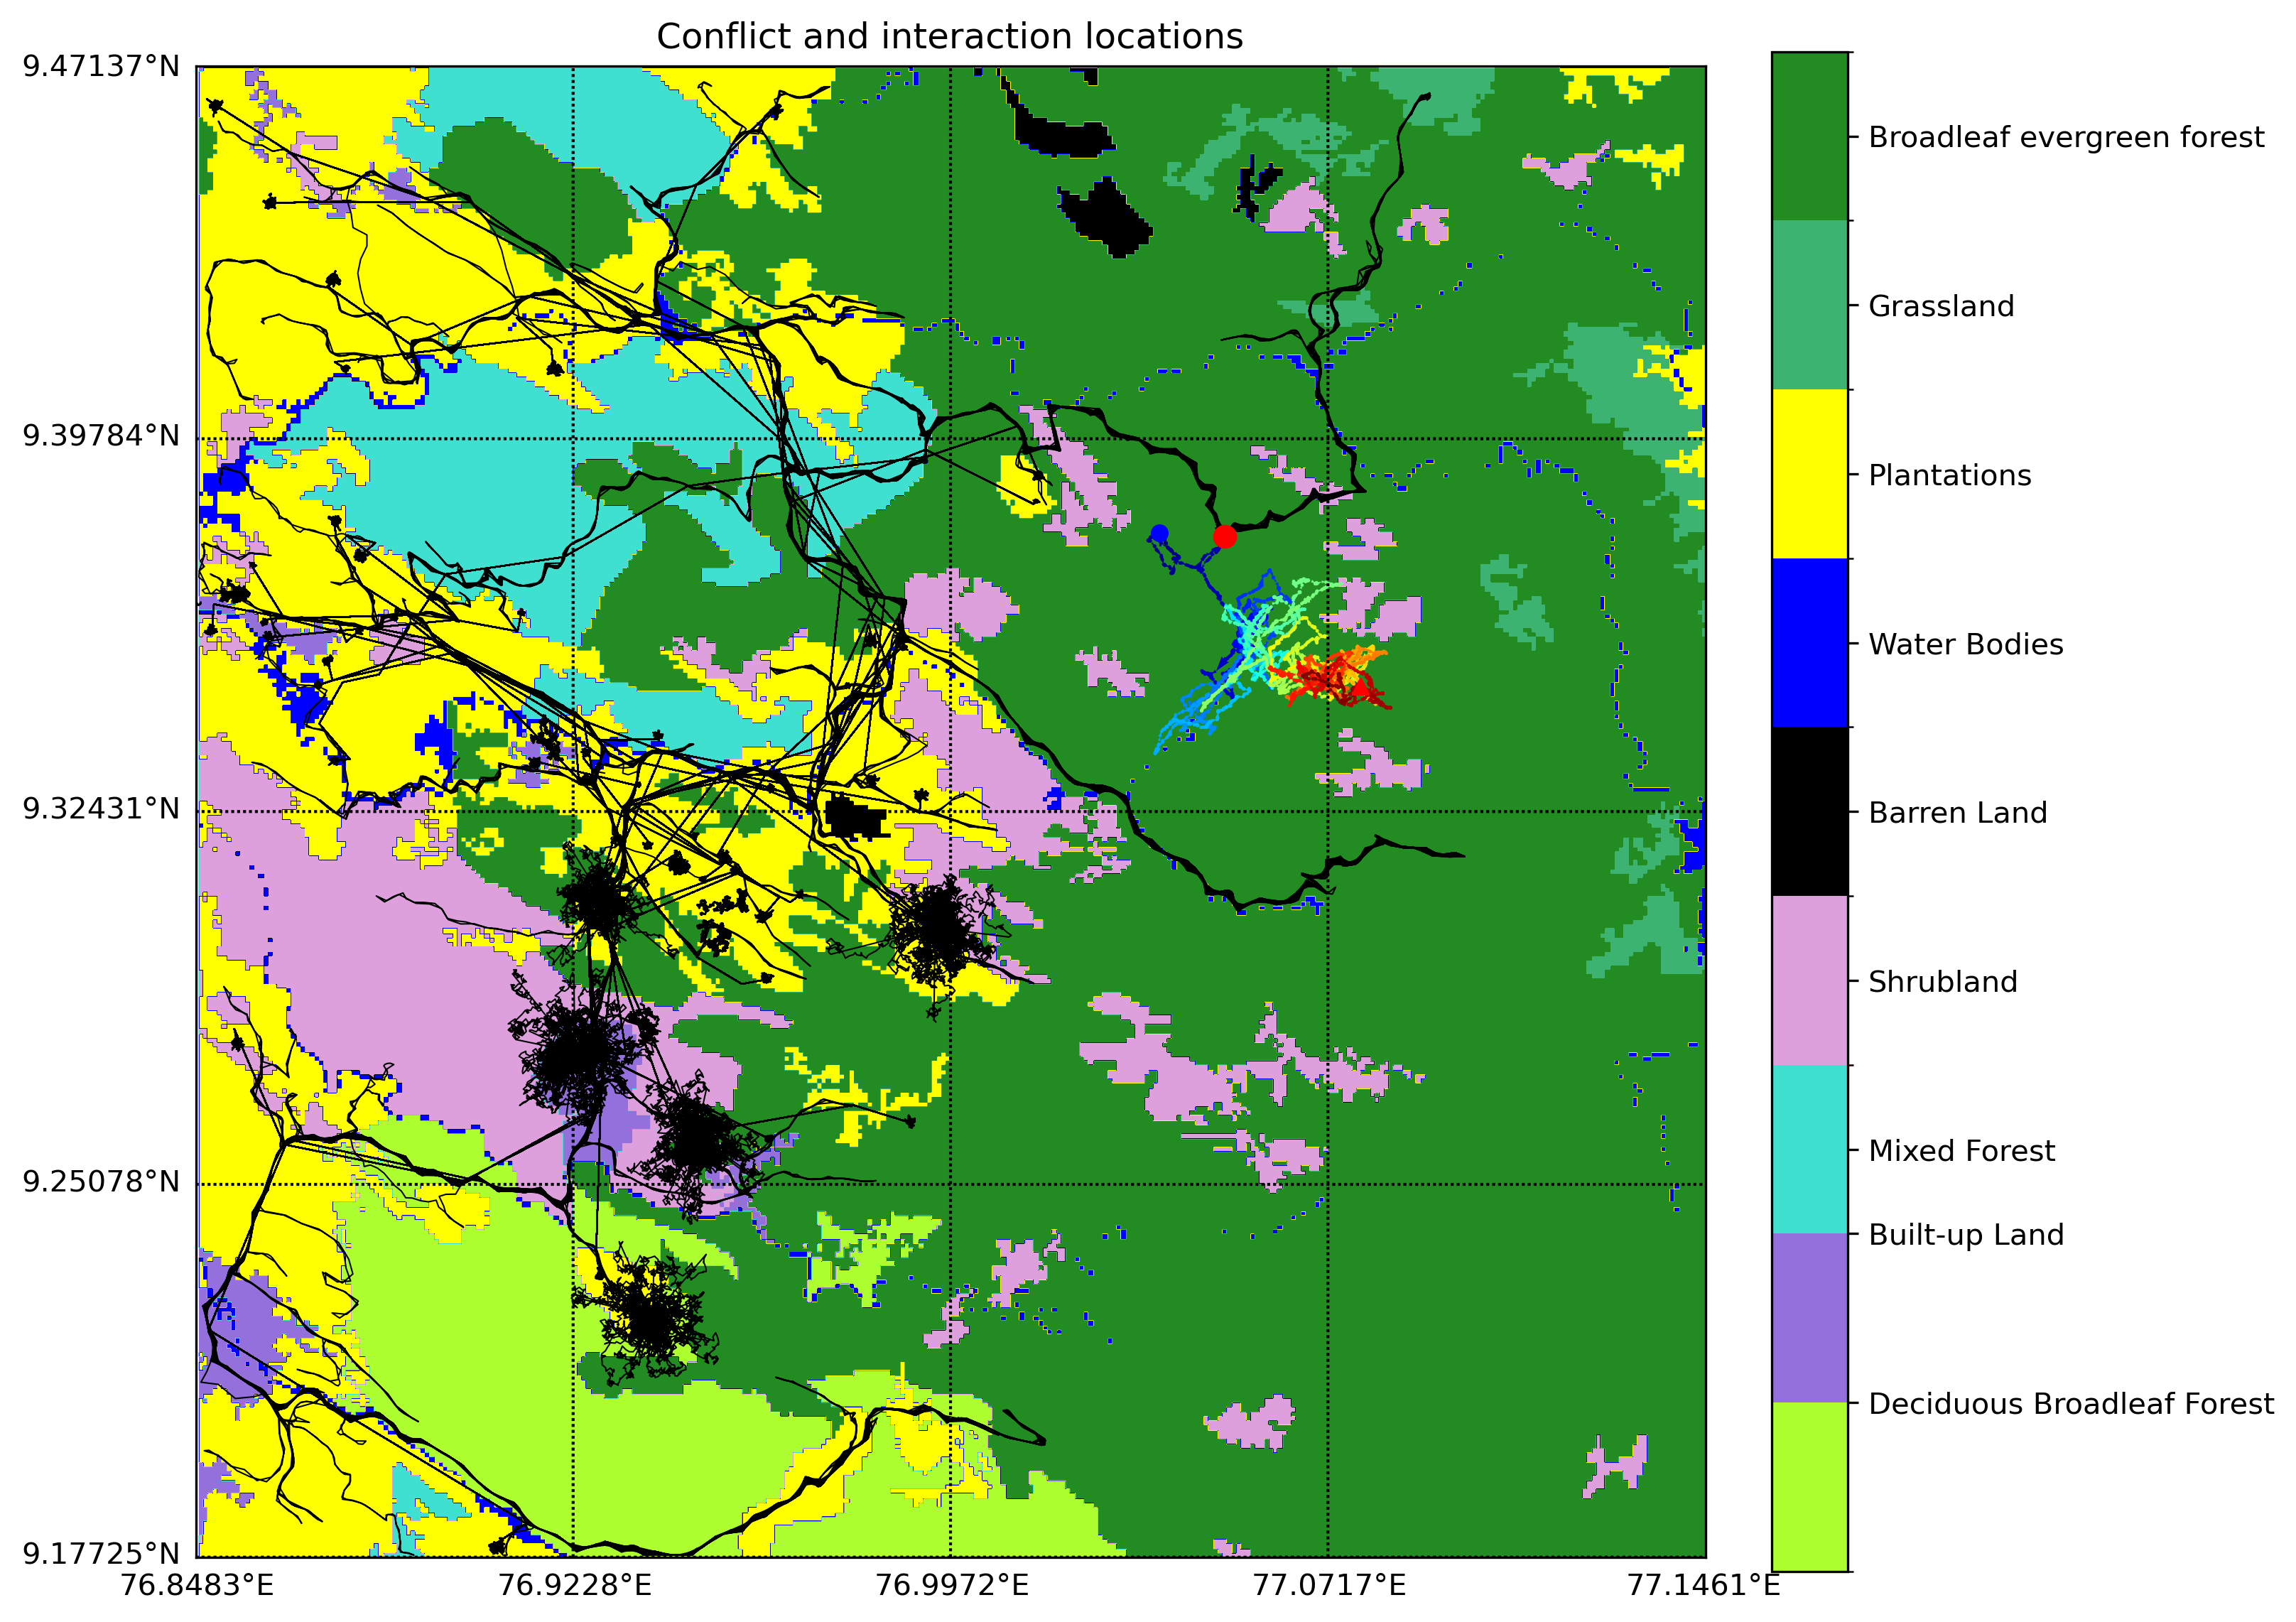 Conflict and interaction locations
9.47137°N
9.39784°N
9.32431°N
9.25078°N
9.17725°N
76.8483°E
76.9228°E
76.9972°E
77.0717°E
77.1461°E
Broadleaf evergreen forest
Grassland
Plantations
Water Bodies
Barren Land
Shrubland
Mixed Forest
Built-up Land
Deciduous Broadleaf Forest